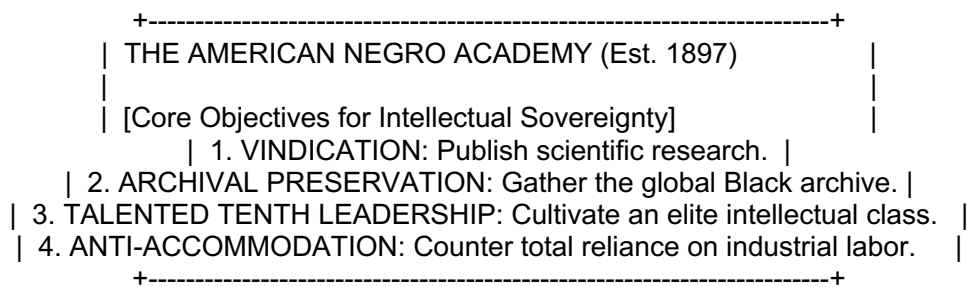 +-------------------------------------------------------------------------+
| THE AMERICAN NEGRO ACADEMY (Est. 1897) |
| |
| [Core Objectives for Intellectual Sovereignty] |
| 1. VINDICATION: Publish scientific research. |
| 2. ARCHIVAL PRESERVATION: Gather the global Black archive. |
| 3. TALENTED TENTH LEADERSHIP: Cultivate an elite intellectual class. |
| 4. ANTI-ACCOMMODATION: Counter total reliance on industrial labor. |
+-------------------------------------------------------------------------+